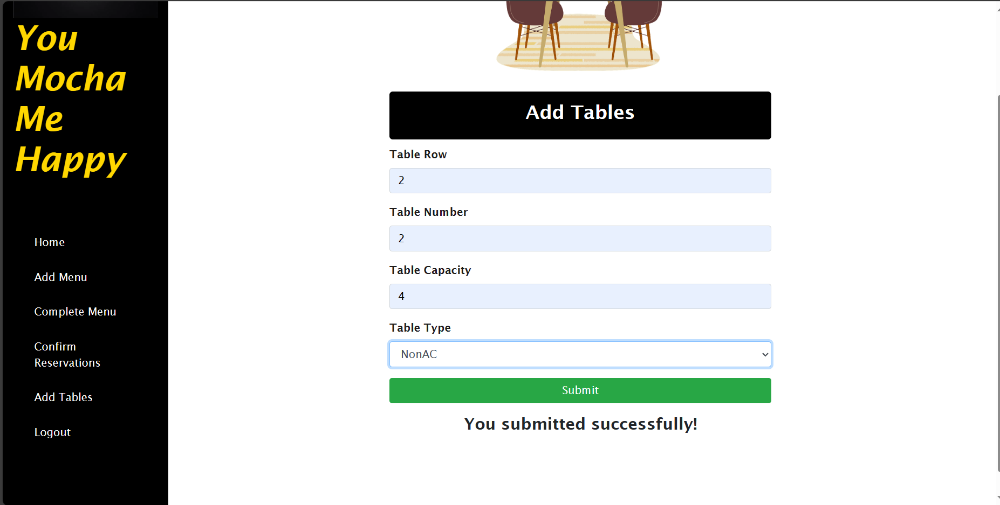 You
Mocha
Me
Happy
Home
Add Menu
Complete Menu
Confirm
Reservations
Add Tables
Logout
Add Tables
Table Row
2
Table Number
2
Table Capacity
4
Table Type
NonAC
Submit
You submitted successfully!